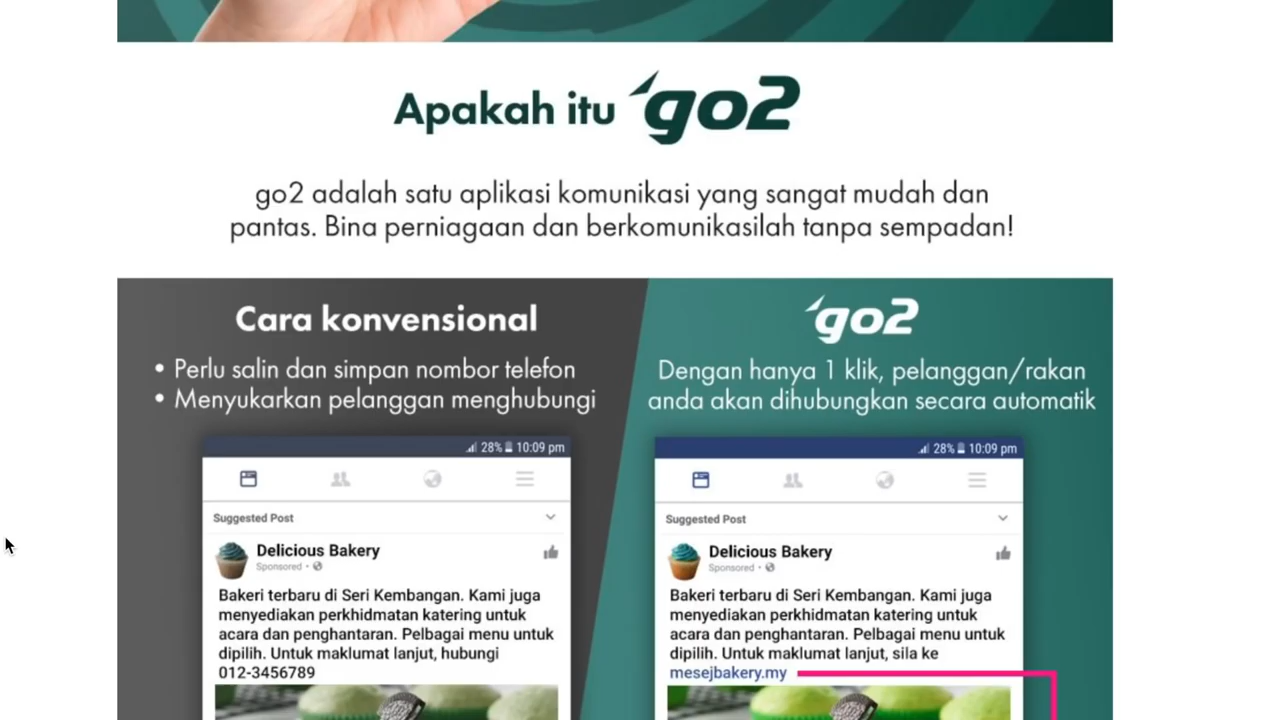 Apakah itu go2
go2 adalah satu aplikasi komunikasi yang sangat mudah dan
pantas. Bina perniagaan dan berkomunikasilah tanpa sempadan!
Cara konvensional
• Perlu salin dan simpan nombor telefon
• Menyukarkan pelanggan menghubungi
28% 10:09 pm
Suggested Post
Delicious Bakery
Sponsored •
Bakeri terbaru di Seri Kembangan. Kami juga
menyediakan perkhidmatan katering untuk
acara dan penghantaran. Pelbagai menu untuk
dipilih. Untuk maklumat lanjut, hubungi
012-3456789
go2
Dengan hanya 1 klik, pelanggan/rakan
anda akan dihubungkan secara automatik
28% 10:09 pm
Suggested Post
Delicious Bakery
Sponsored •
Bakeri terbaru di Seri Kembangan. Kami juga
menyediakan perkhidmatan katering untuk
acara dan penghantaran. Pelbagai menu untuk
dipilih. Untuk maklumat lanjut, sila ke
mesejbakery.my